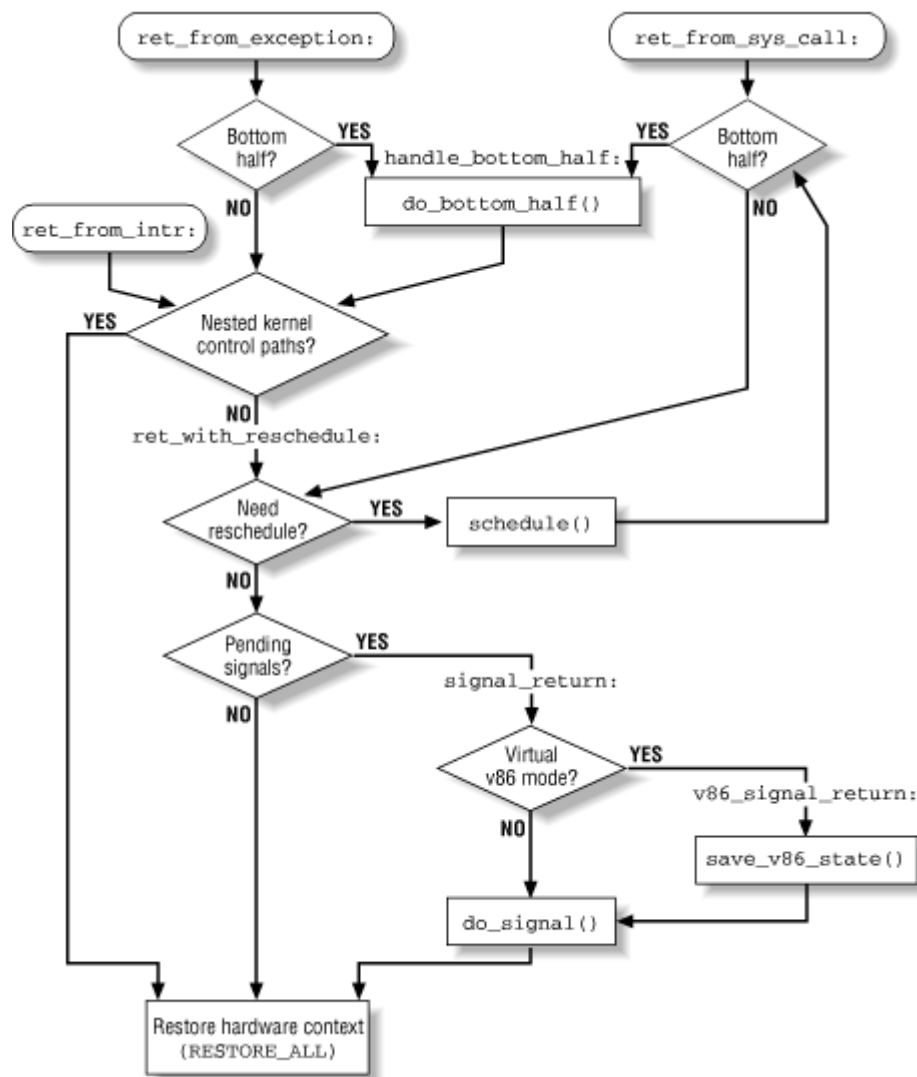 ret_from_exception:
ret_from_sys_call:
Bottom
half?
YES
handle_bottom_half:
YES
Bottom
half?
do_bottom_half()
NO
NO
ret_from_intr:
YES
Nested kernel
control paths?
NO
ret_with_reschedule:
Need
reschedule?
YES
schedule()
NO
Pending
signals?
YES
signal_return:
NO
Virtual
v86 mode?
YES
v86_signal_return:
NO
save_v86_state()
do_signal()
Restore hardware context
(RESTORE_ALL)